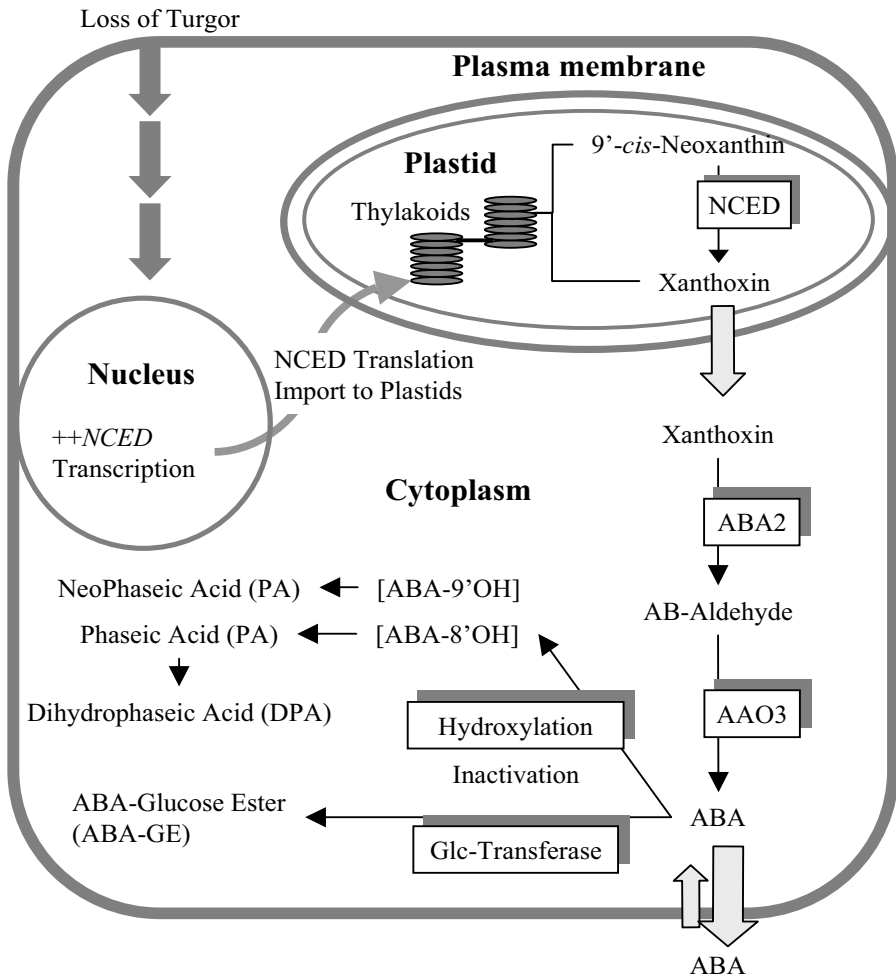 Loss of Turgor
Plasma membrane
Plastid
9’-cis-Neoxanthin
Thylakoids
NCED
Xanthoxin
Nucleus
NCED Translation
Import to Plastids
++NCED
Transcription
Xanthoxin
Cytoplasm
ABA2
NeoPhaseic Acid (PA)
[ABA-9’OH]
AB-Aldehyde
Phaseic Acid (PA)
[ABA-8’OH]
Dihydrophaseic Acid (DPA)
Hydroxylation
AAO3
Inactivation
ABA-Glucose Ester
(ABA-GE)
ABA
Glc-Transferase
ABA